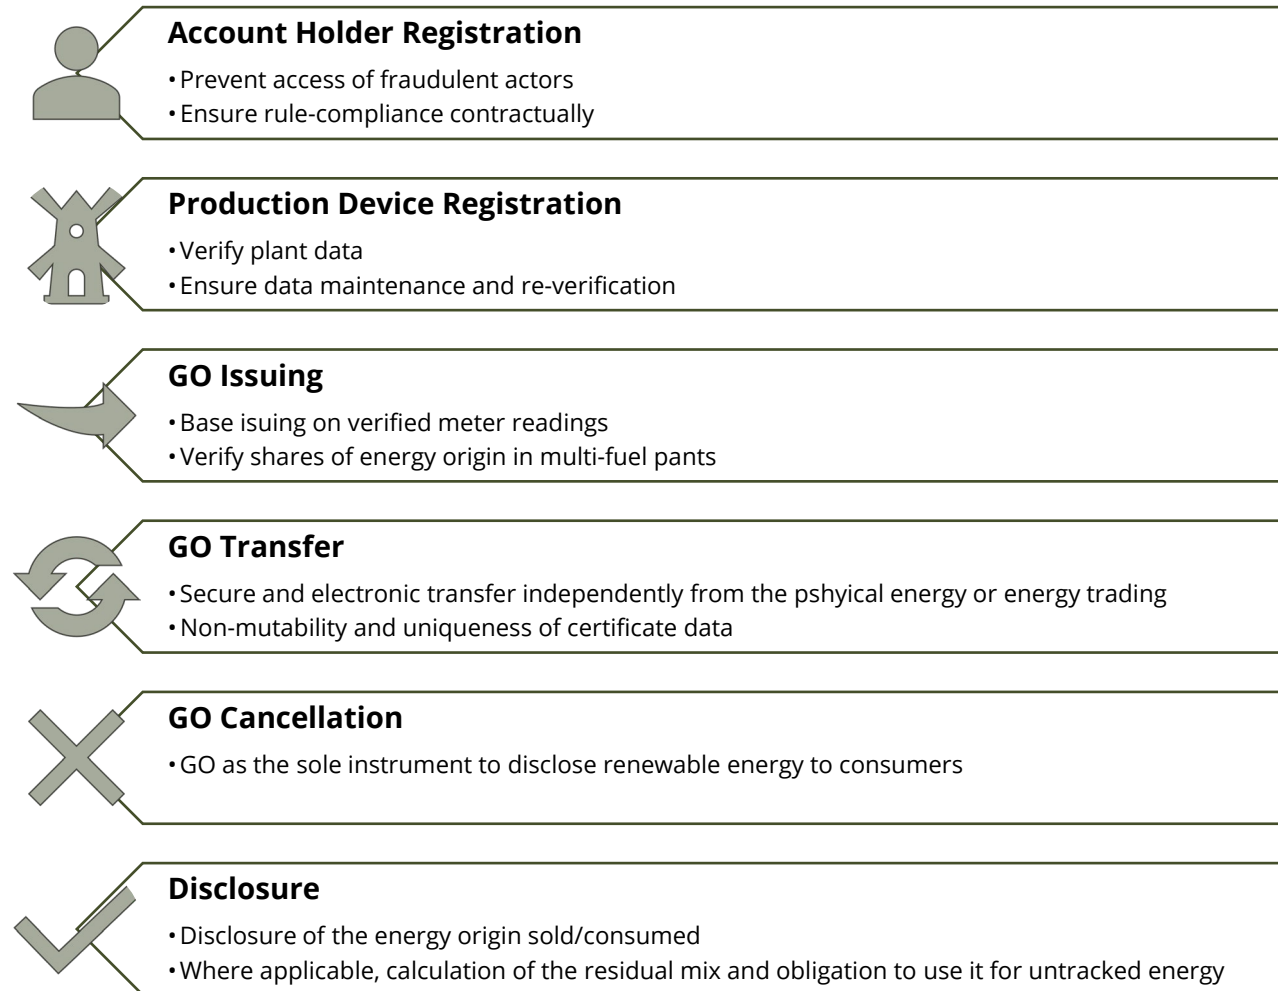 Account Holder Registration
•Prevent access of fraudulent actors
•Ensure rule-compliance contractually
Production Device Registration
•Verify plant data
•Ensure data maintenance and re-verification
GO Issuing
•Base isuing on verified meter readings
•Verify shares of energy origin in multi-fuel pants
GO Transfer
•Secure and electronic transfer independently from the pshyical energy or energy trading
•Non-mutability and uniqueness of certificate data
GO Cancellation
•GO as the sole instrument to disclose renewable energy to consumers
Disclosure
•Disclosure of the energy origin sold/consumed
•Where applicable, calculation of the residual mix and obligation to use it for untracked energy